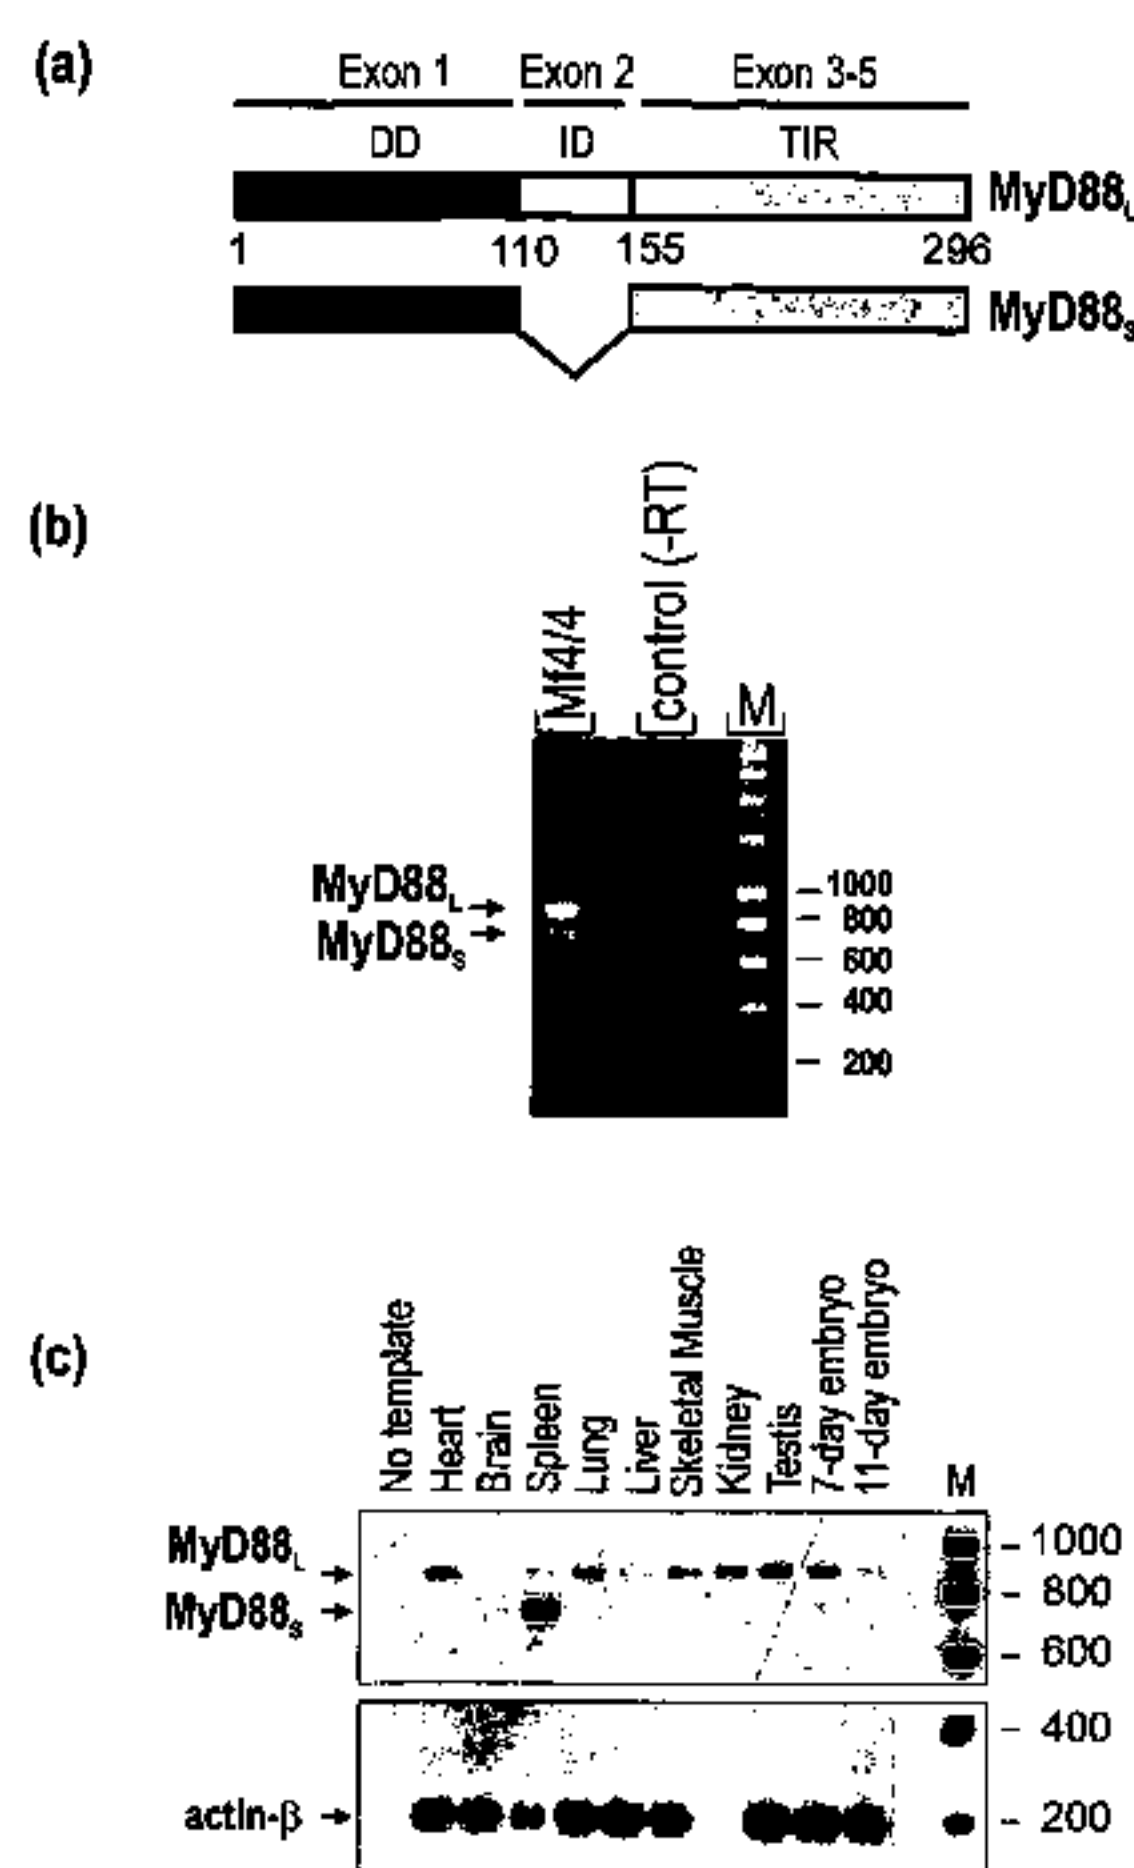 (a)
Exon 1 Exon 2 Exon 3-5
DD ID TIR
MyD88L
1 110 155 296
MyD88S
(b)
Mf4/4 control (-RT) M
MyD88L
MyD88S
1000
800
600
400
200
(c)
No template Heart Brain Spleen Lung Liver Skeletal Muscle Kidney Testis 7-day embryo 11-day embryo M
MyD88L
MyD88S
1000
800
600
400
actin-β
200